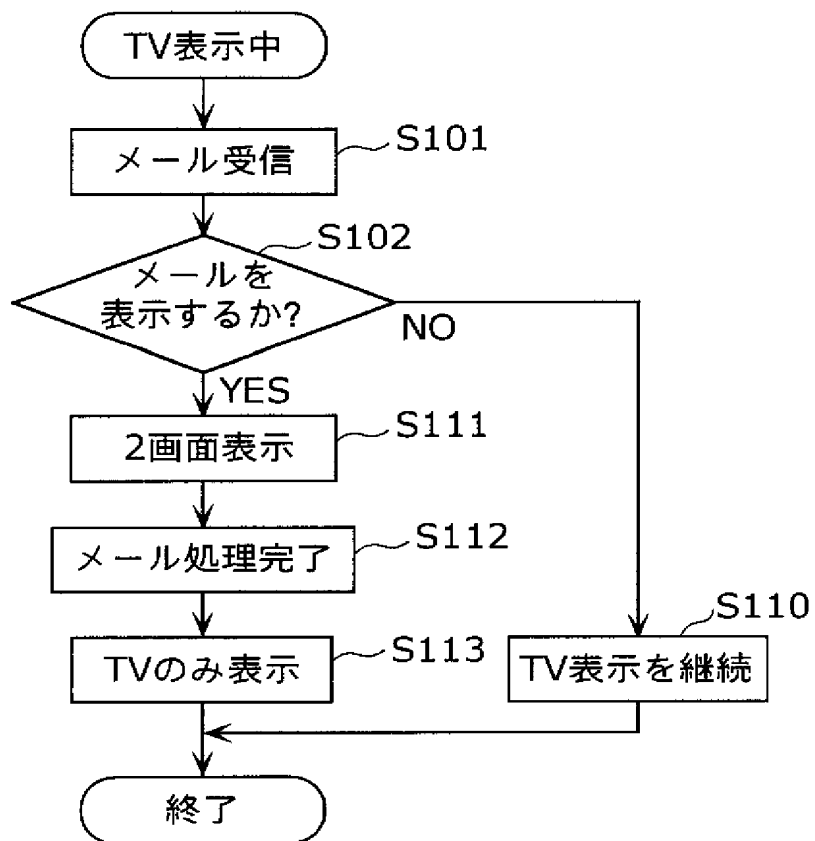 TV表示中
メール受信
S101
S102
メールを
表示するか?
NO
YES
2画面表示
S111
メール処理完了
S112
S110
TVのみ表示
S113
TV表示を継続
終了